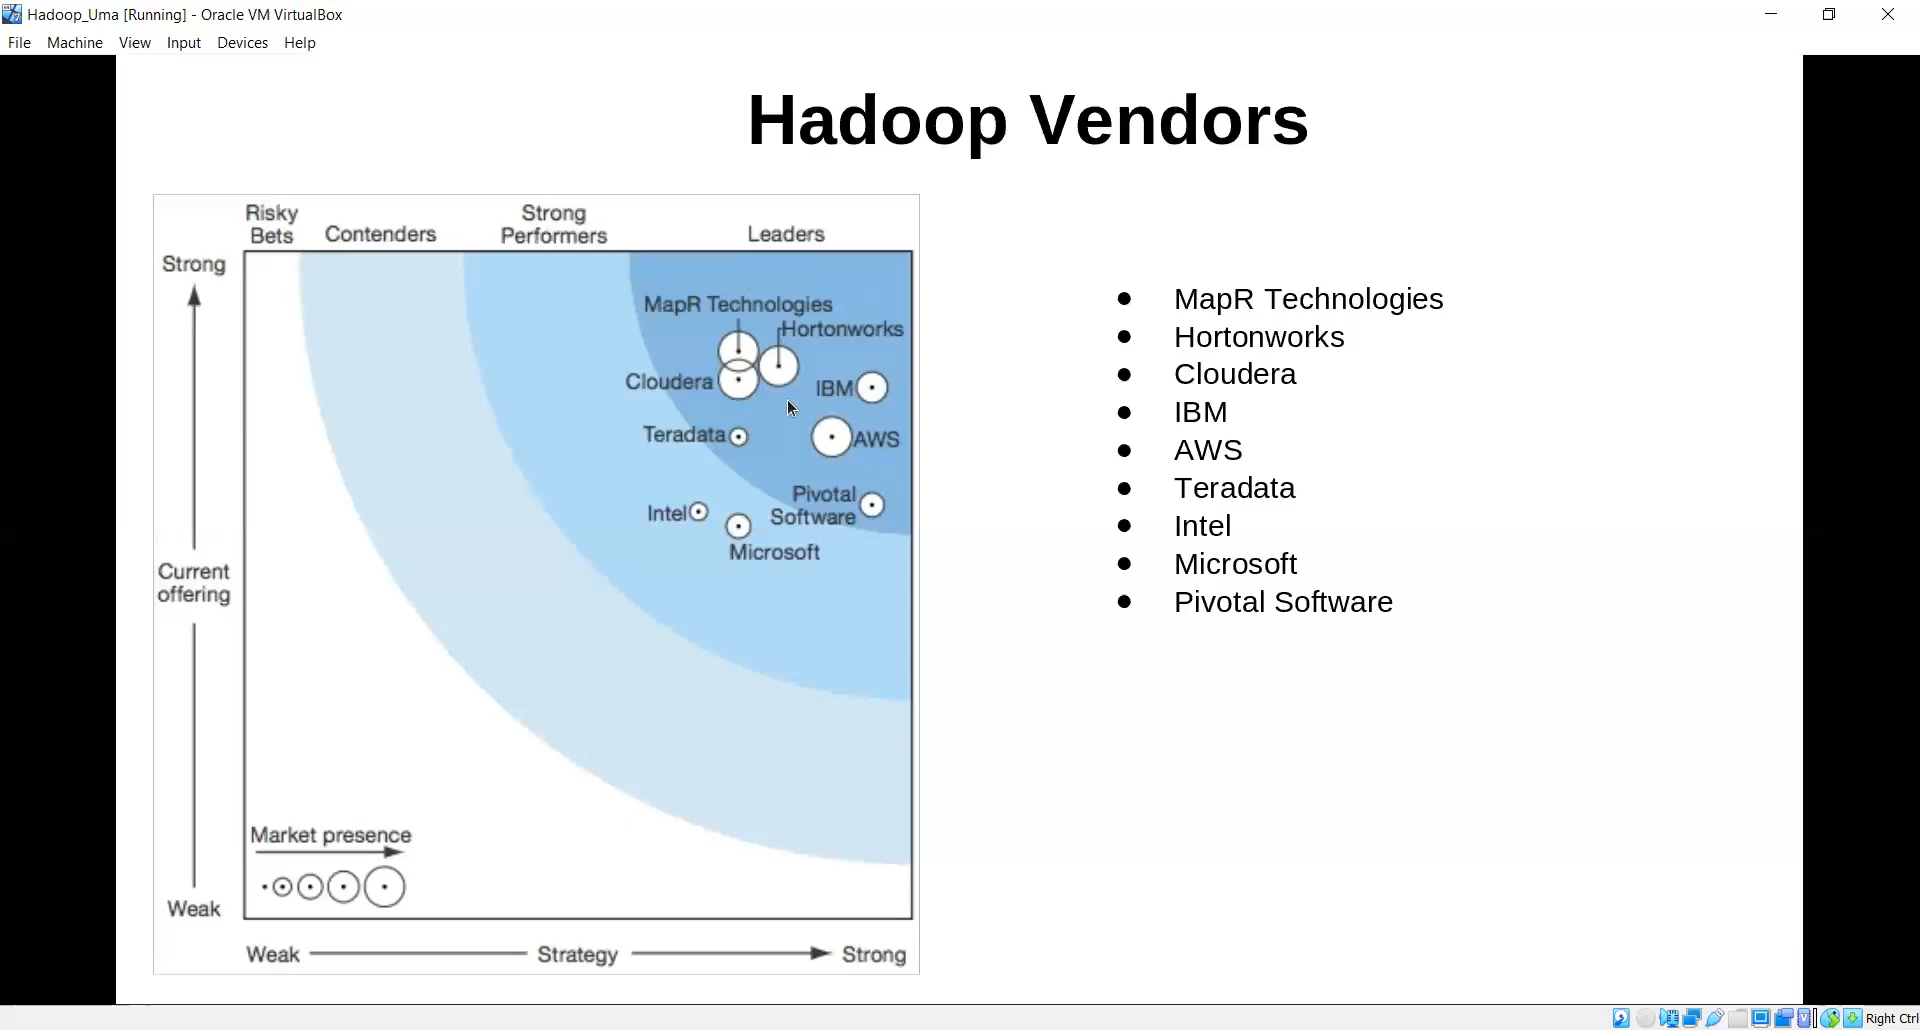 Hadoop_Uma [Running] - Oracle VM VirtualBox
File Machine View Input Devices Help
Hadoop Vendors
Risky
Bets
Contenders
Strong
Performers
Leaders
Strong
Current
offering
Weak
MapR Technologies
Hortonworks
Cloudera
IBM
Teradata
AWS
Pivotal
Software
Intel
Microsoft
Market presence
Weak
Strategy
Strong
● MapR Technologies
● Hortonworks
● Cloudera
● IBM
● AWS
● Teradata
● Intel
● Microsoft
● Pivotal Software
Right Ctrl